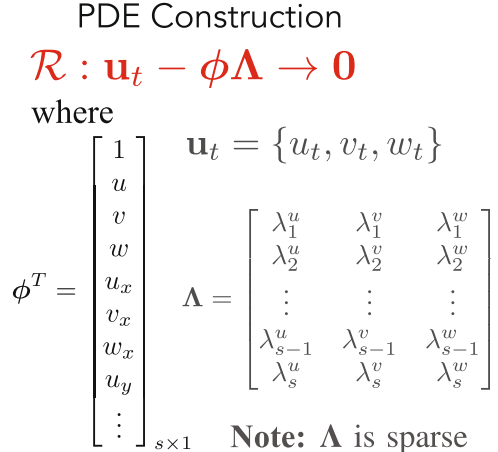 PDE Construction
ℛ : 𝐮_t − ϕΛ → 𝟎
where
𝐮_t = {u_t, v_t, w_t}
ϕ^T = [1 u v w u_x v_x w_x u_y ⋮]_{s×1}
Λ = [λ_1^u λ_1^v λ_1^w
λ_2^u λ_2^v λ_2^w
⋮ ⋮ ⋮
λ_{s−1}^u λ_{s−1}^v λ_{s−1}^w
λ_s^u λ_s^v λ_s^w]
Note: Λ is sparse